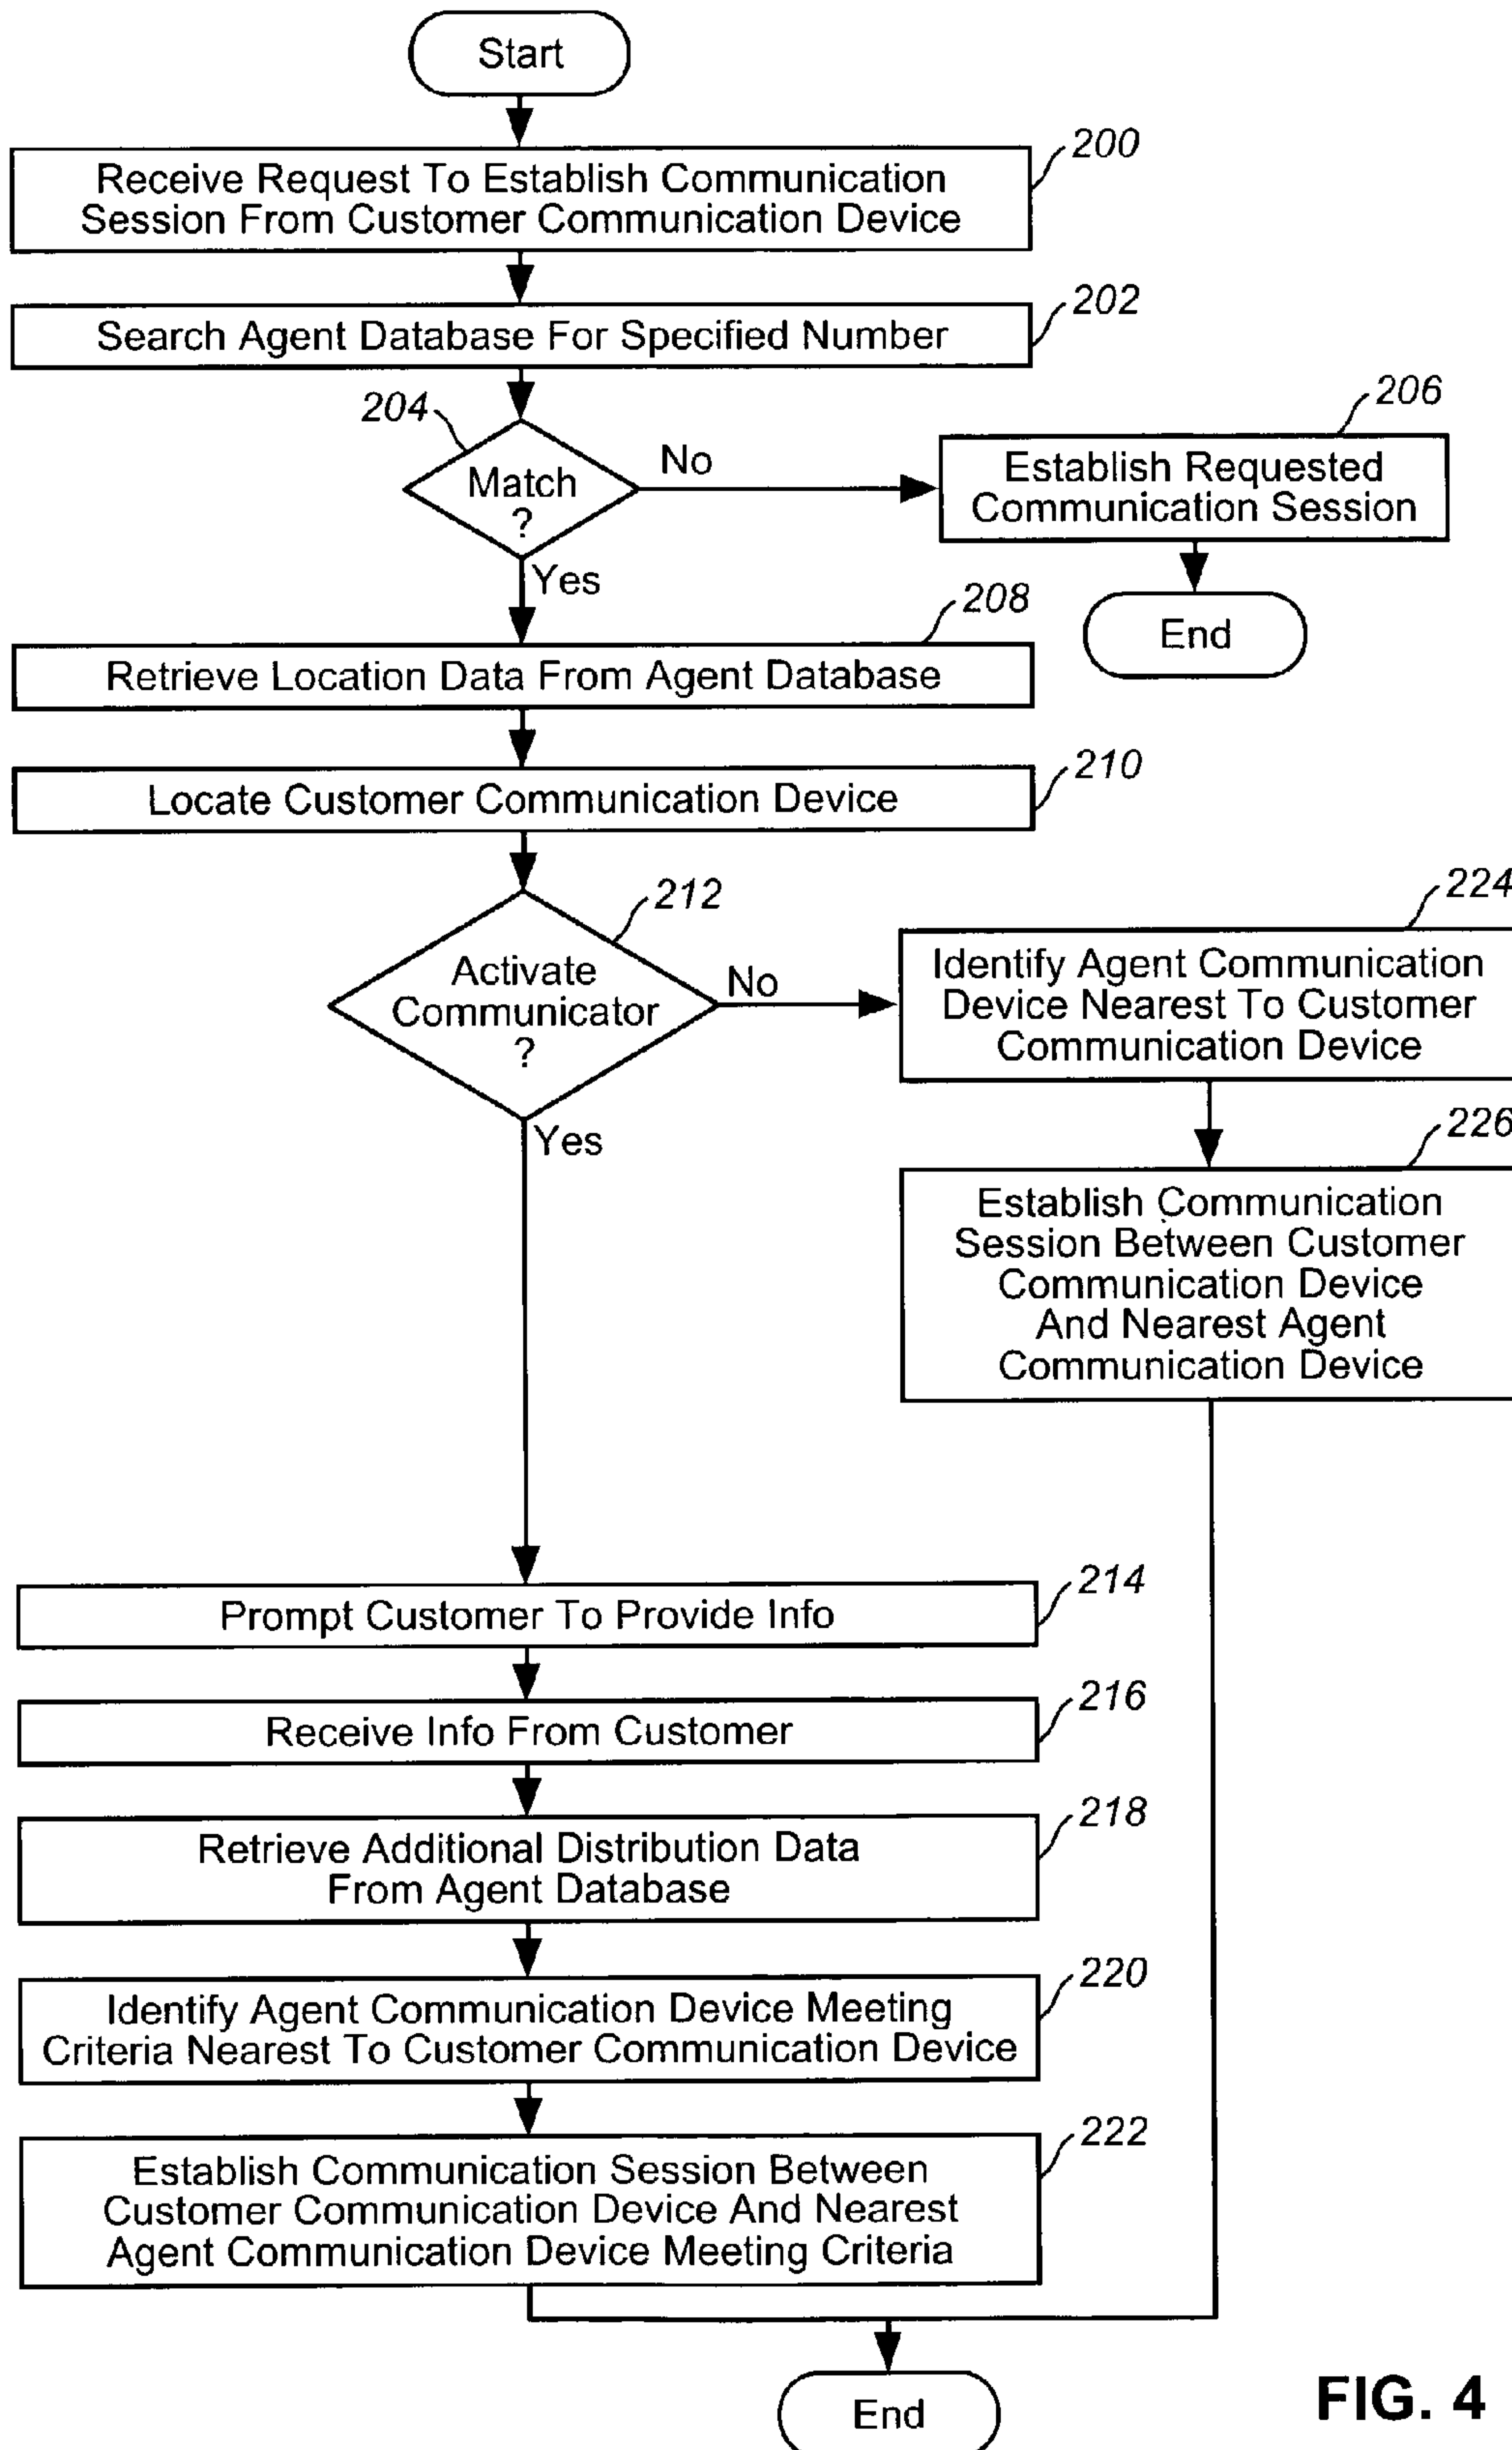 Start
200
Receive Request To Establish Communication
Session From Customer Communication Device
202
Search Agent Database For Specified Number
204
Match
?
No
Yes
206
Establish Requested
Communication Session
End
208
Retrieve Location Data From Agent Database
210
Locate Customer Communication Device
212
Activate
Communicator
?
No
Yes
224
Identify Agent Communication
Device Nearest To Customer
Communication Device
226
Establish Communication
Session Between Customer
Communication Device
And Nearest Agent
Communication Device
214
Prompt Customer To Provide Info
216
Receive Info From Customer
218
Retrieve Additional Distribution Data
From Agent Database
220
Identify Agent Communication Device Meeting
Criteria Nearest To Customer Communication Device
222
Establish Communication Session Between
Customer Communication Device And Nearest
Agent Communication Device Meeting Criteria
End
FIG. 4